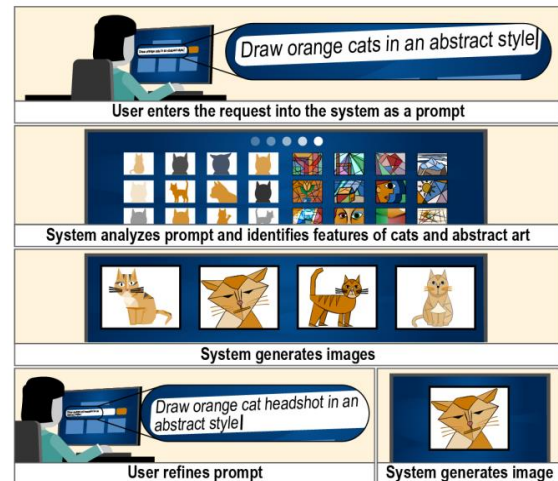 Draw orange cats in an abstract style
User enters the request into the system as a prompt
System analyzes prompt and identifies features of cats and abstract art
System generates images
Draw orange cat headshot in an
abstract style
User refines prompt
System generates image